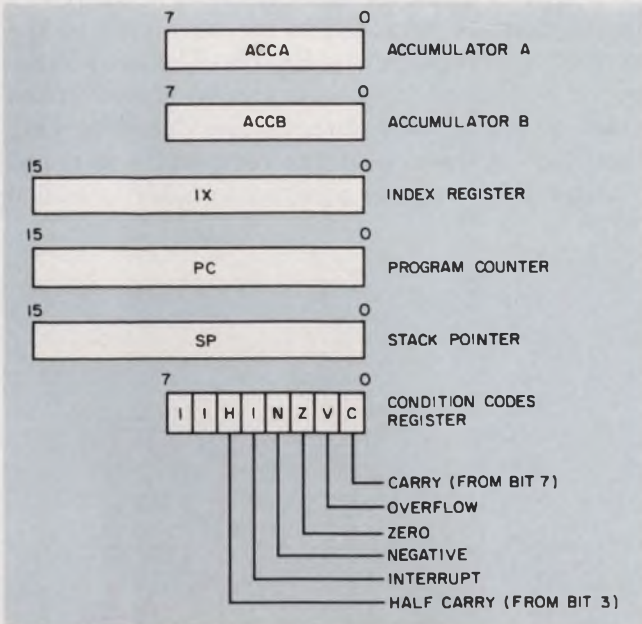 7 0
ACCA ACCUMULATOR A
7 0
ACCB ACCUMULATOR B
15 0
IX INDEX REGISTER
15 0
PC PROGRAM COUNTER
15 0
SP STACK POINTER
7 0
1 1 H I N Z V C CONDITION CODES
REGISTER
CARRY (FROM BIT 7)
OVERFLOW
ZERO
NEGATIVE
INTERRUPT
HALF CARRY (FROM BIT 3)